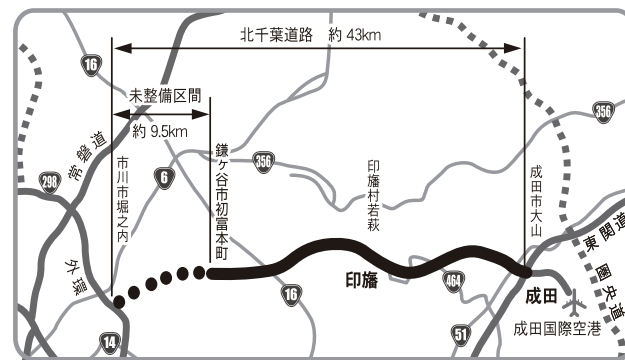 北千葉道路　約 43km
16
未整備区間
約 9.5km
常磐道
356
298
6
356
市川市堀之内
鎌ヶ谷市初富本町
印旛村若萩
成田市大山
東関道
外環
圏央道
印旛
464
16
成田
成田国際空港
14
51